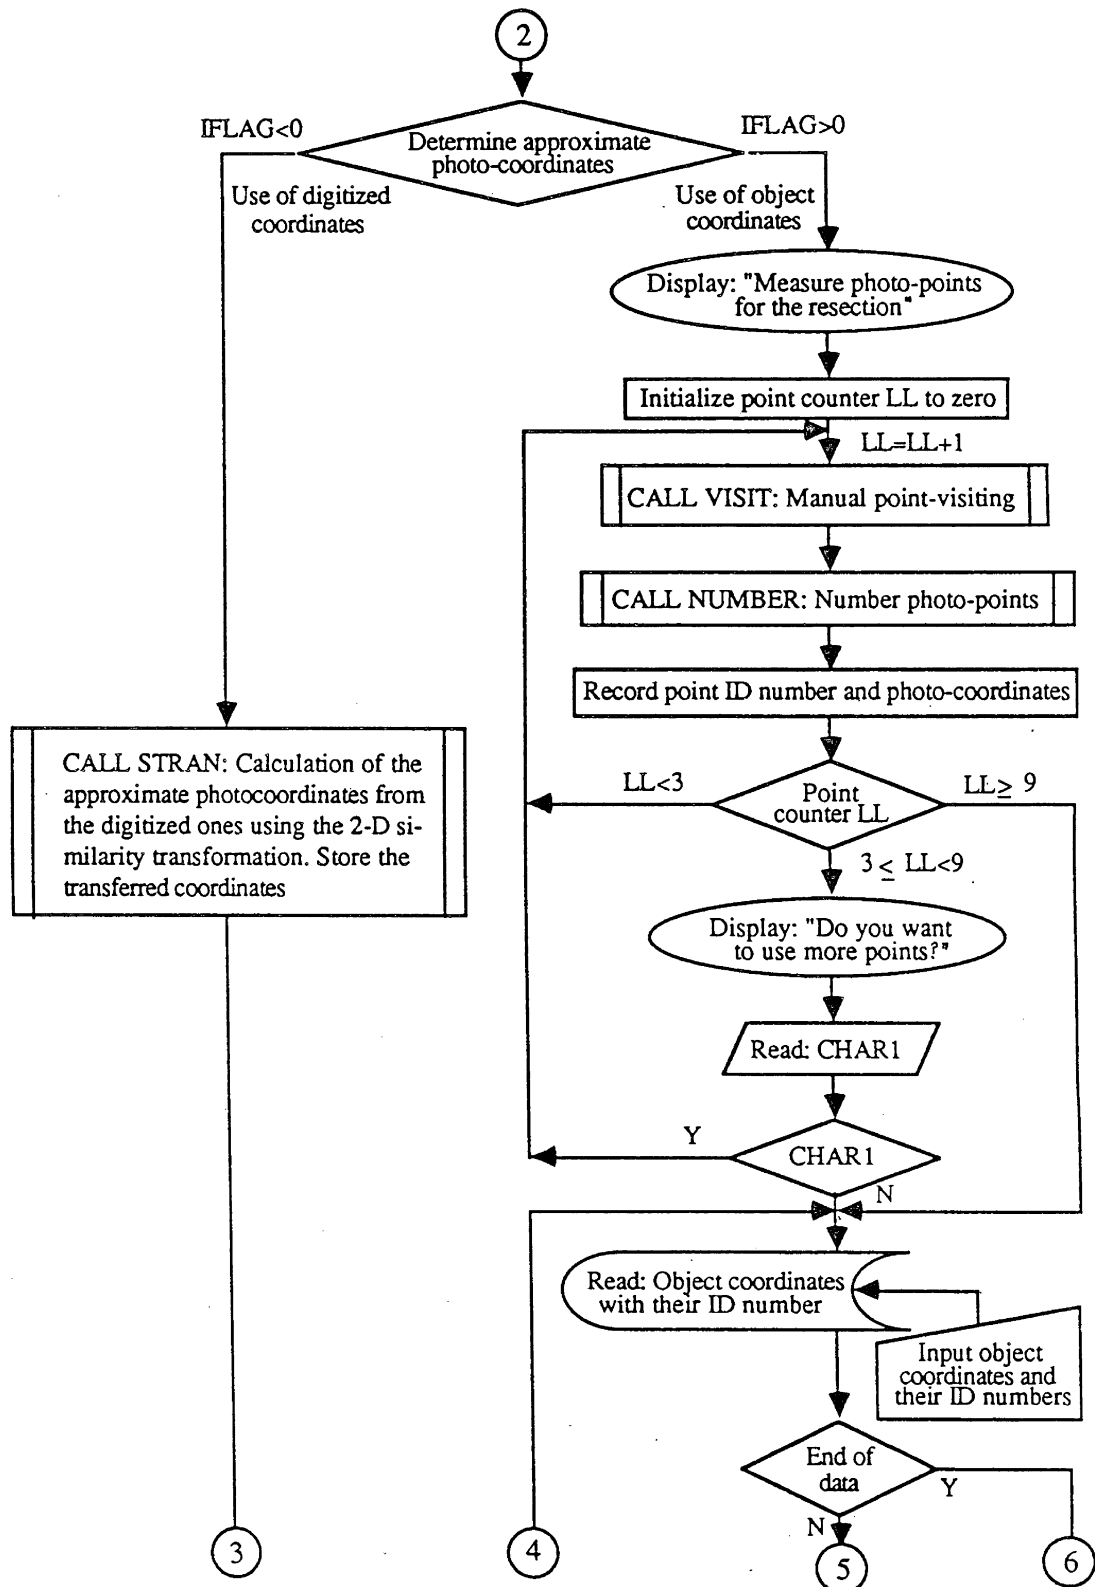 2
IFLAG<0
IFLAG>0
Determine approximate
photo-coordinates
Use of digitized
coordinates
Use of object
coordinates
Display: "Measure photo-points
for the resection"
Initialize point counter LL to zero
LL=LL+1
CALL VISIT: Manual point-visiting
CALL NUMBER: Number photo-points
Record point ID number and photo-coordinates
CALL STRAN: Calculation of the
approximate photocoordinates from
the digitized ones using the 2-D si-
milarity transformation. Store the
transferred coordinates
LL<3
Point
counter LL
LL≥ 9
3 ≤ LL<9
Display: "Do you want
to use more points?"
Read: CHAR1
Y
CHAR1
N
Read: Object coordinates
with their ID number
Input object
coordinates and
their ID numbers
End of
data
Y
N
3
4
5
6